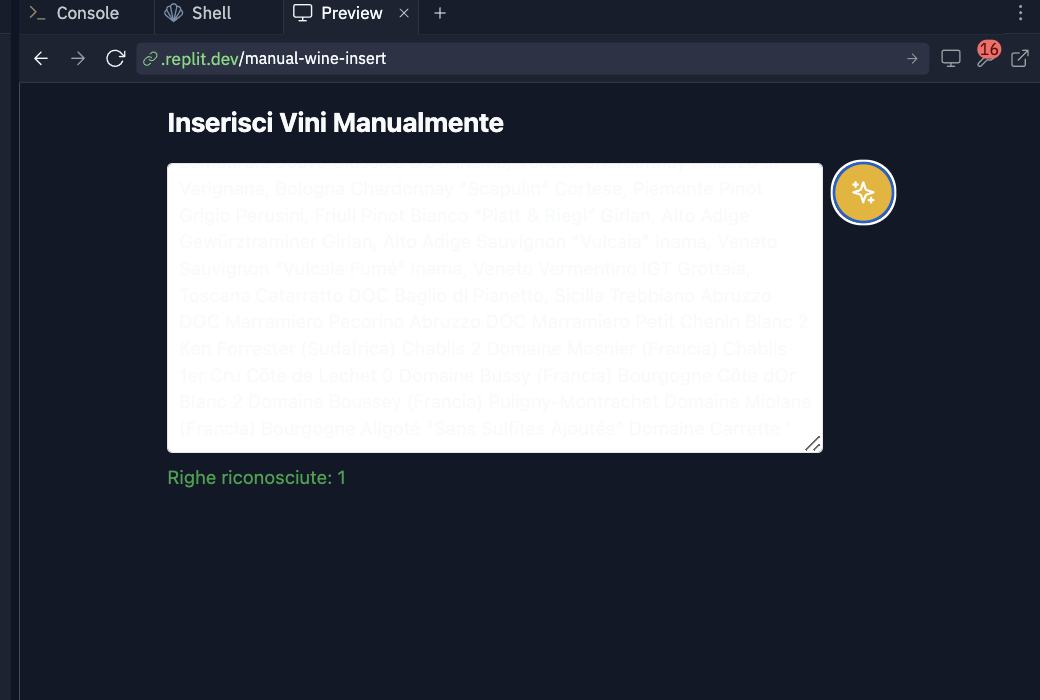 Console
Shell
Preview
.replit.dev/manual-wine-insert
16
Inserisci Vini Manualmente
Varignana, Bologna Chardonnay "Scapulin" Cortese, Piemonte Pinot
Grigio Perusini, Friuli Pinot Bianco "Platt & Riegl" Girlan, Alto Adige
Gewürztraminer Girlan, Alto Adige Sauvignon "Vulcaia" Inama, Veneto
Sauvignon "Vulcaia Fumé" Inama, Veneto Vermentino IGT Grottaia,
Toscana Catarratto DOC Baglio di Pianetto, Sicilia Trebbiano Abruzzo
DOC Marramiero Pecorino Abruzzo DOC Marramiero Petit Chenin Blanc 2
Ken Forrester (Sudafrica) Chablis 2 Domaine Mosnier (Francia) Chablis
1er Cru Côte de Lechet 0 Domaine Bussy (Francia) Bourgogne Côte dOr
Blanc 2 Domaine Boussey (Francia) Puligny-Montrachet Domaine Miolane
(Francia) Bourgogne Aligoté "Sans Sulfites Ajoutés" Domaine Carrette
Righe riconosciute: 1